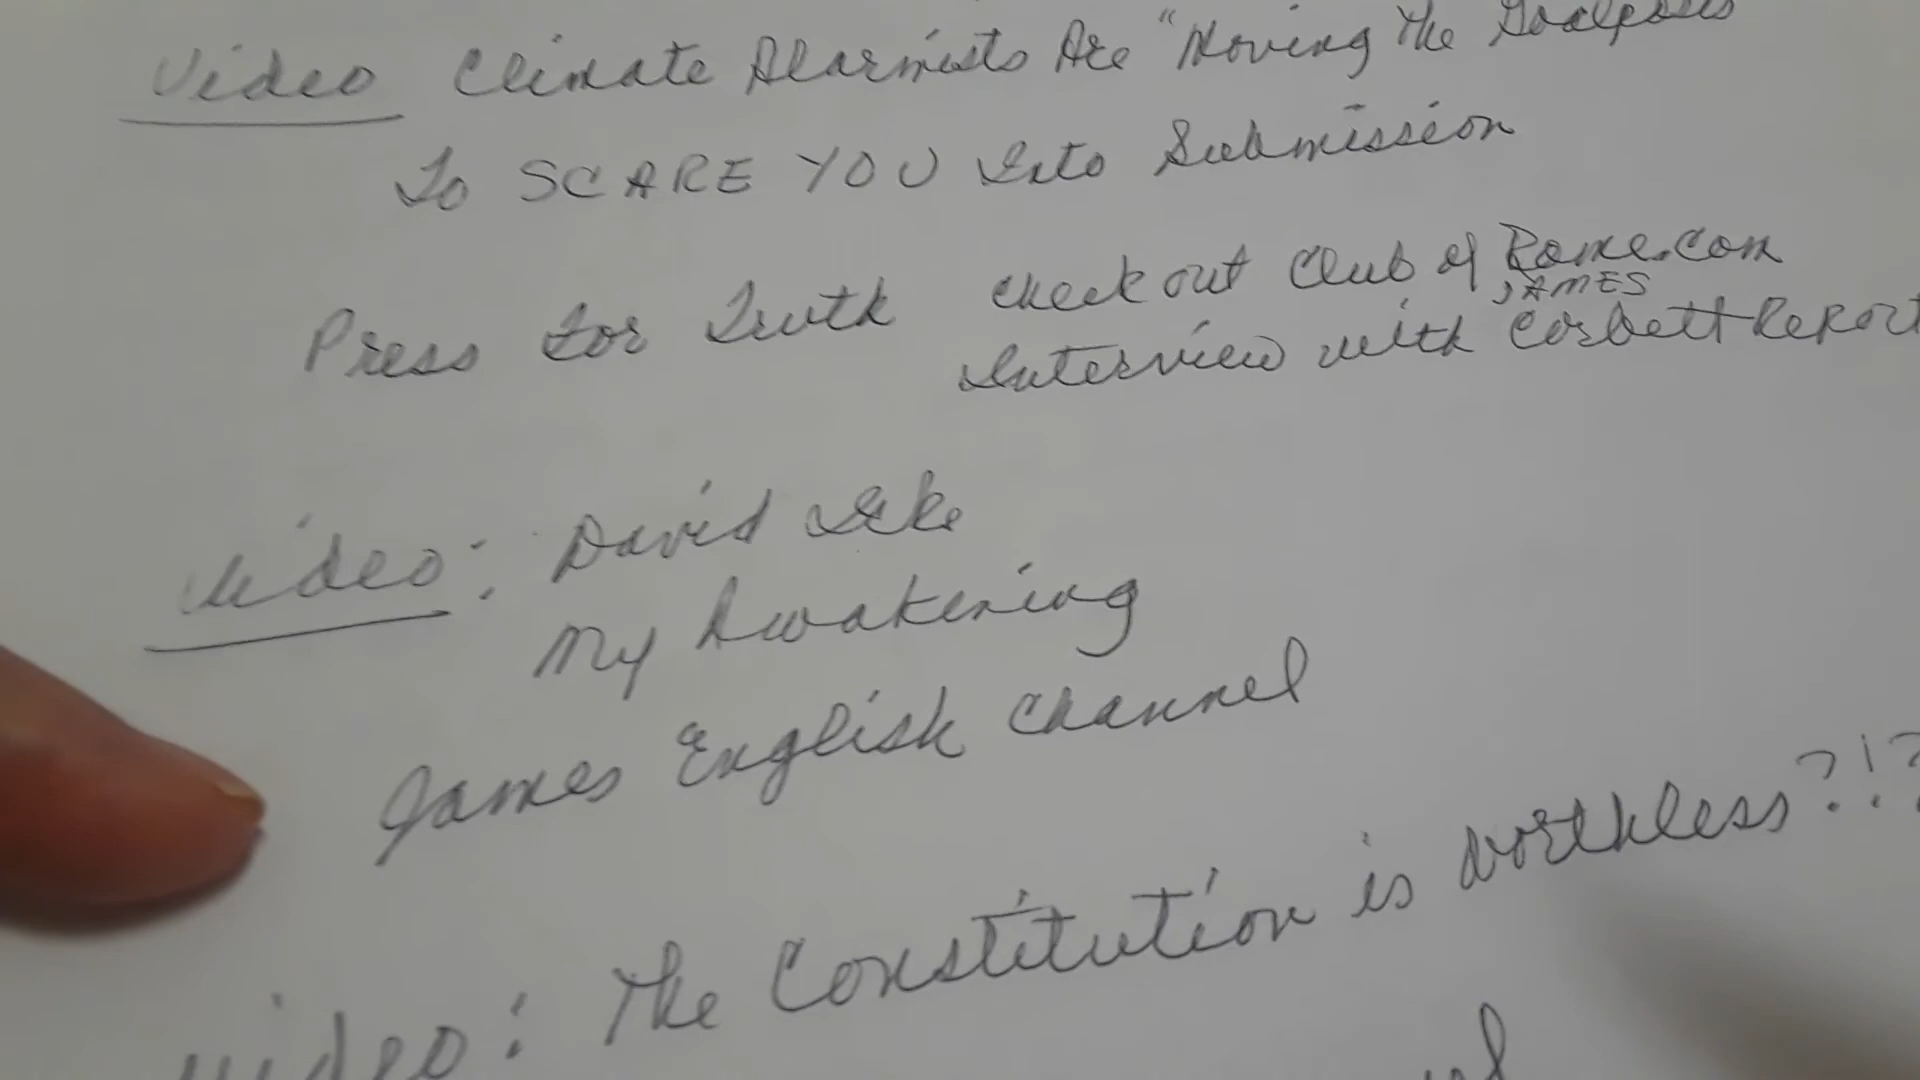 Video Climate Alarmists Are "Moving The Goalposts
To SCARE YOU Into Submission
Press For Truth check out Club of Rome.com
JAMES
Interview with Corbett Report
Video: David Icke
My Awakening
James English Channel
Video: The Constitution is Worthless?!?